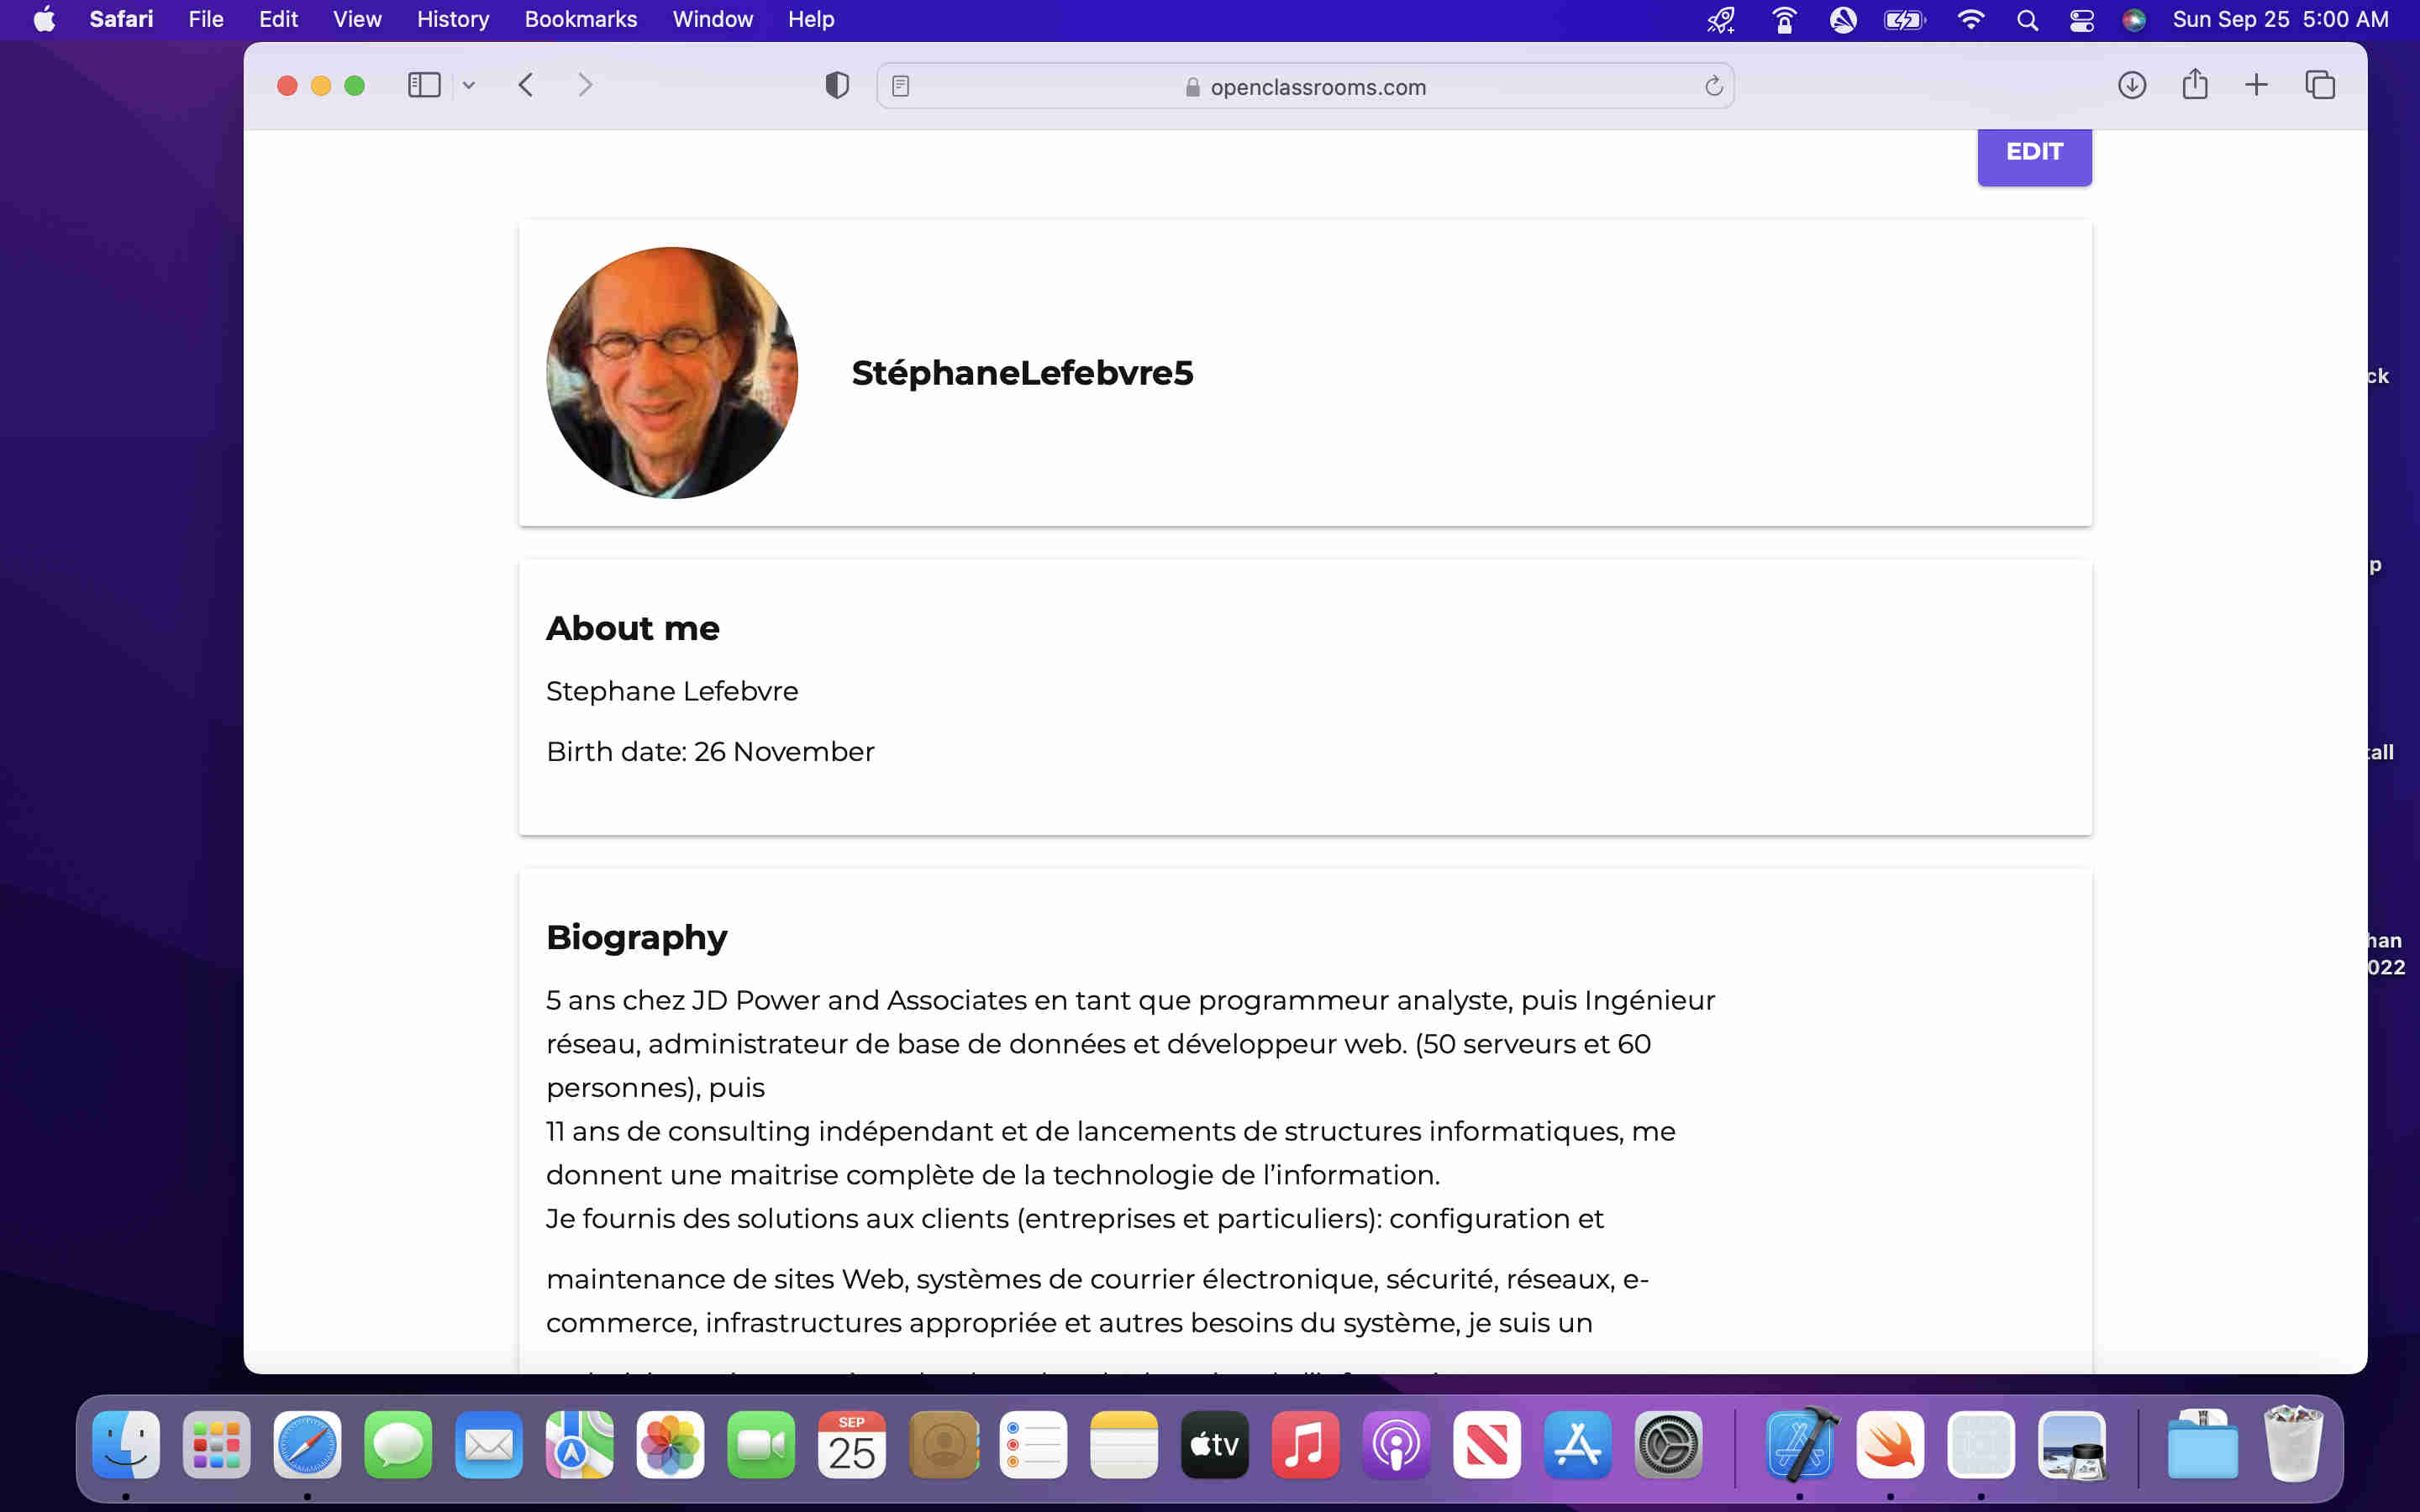 Safari File Edit View History Bookmarks Window Help Sun Sep 25 5:00 AM
openclassrooms.com
EDIT
StéphaneLefebvre5
ck
p
tall
han
022
About me
Stephane Lefebvre
Birth date: 26 November
Biography
5 ans chez JD Power and Associates en tant que programmeur analyste, puis Ingénieur
réseau, administrateur de base de données et développeur web. (50 serveurs et 60
personnes), puis
11 ans de consulting indépendant et de lancements de structures informatiques, me
donnent une maitrise complète de la technologie de l'information.
Je fournis des solutions aux clients (entreprises et particuliers): configuration et
maintenance de sites Web, systèmes de courrier électronique, sécurité, réseaux, e-
commerce, infrastructures appropriée et autres besoins du système, je suis un
SEP
25
tv